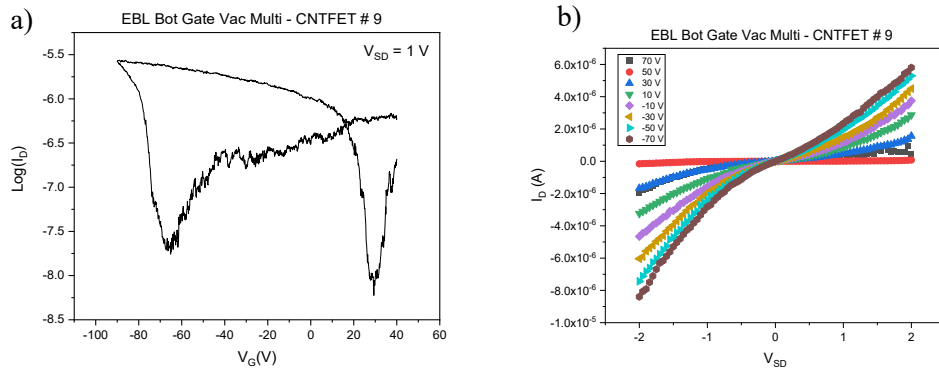 a)
EBL Bot Gate Vac Multi - CNTFET # 9
V_SD = 1 V
Log(I_D)
-5.5
-6.0
-6.5
-7.0
-7.5
-8.0
-100 -80 -60 -40 -20 0 20 40 60
V_G(V)
b)
EBL Bot Gate Vac Multi - CNTFET # 9
70 V
50 V
30 V
10 V
-10 V
-30 V
-50 V
-70 V
I_D (A)
6.0x10⁻⁶
4.0x10⁻⁶
2.0x10⁻⁶
0.0
-2.0x10⁻⁶
-4.0x10⁻⁶
-6.0x10⁻⁶
-8.0x10⁻⁶
-1.0x10⁻⁵
-2 -1 0 1 2
V_SD